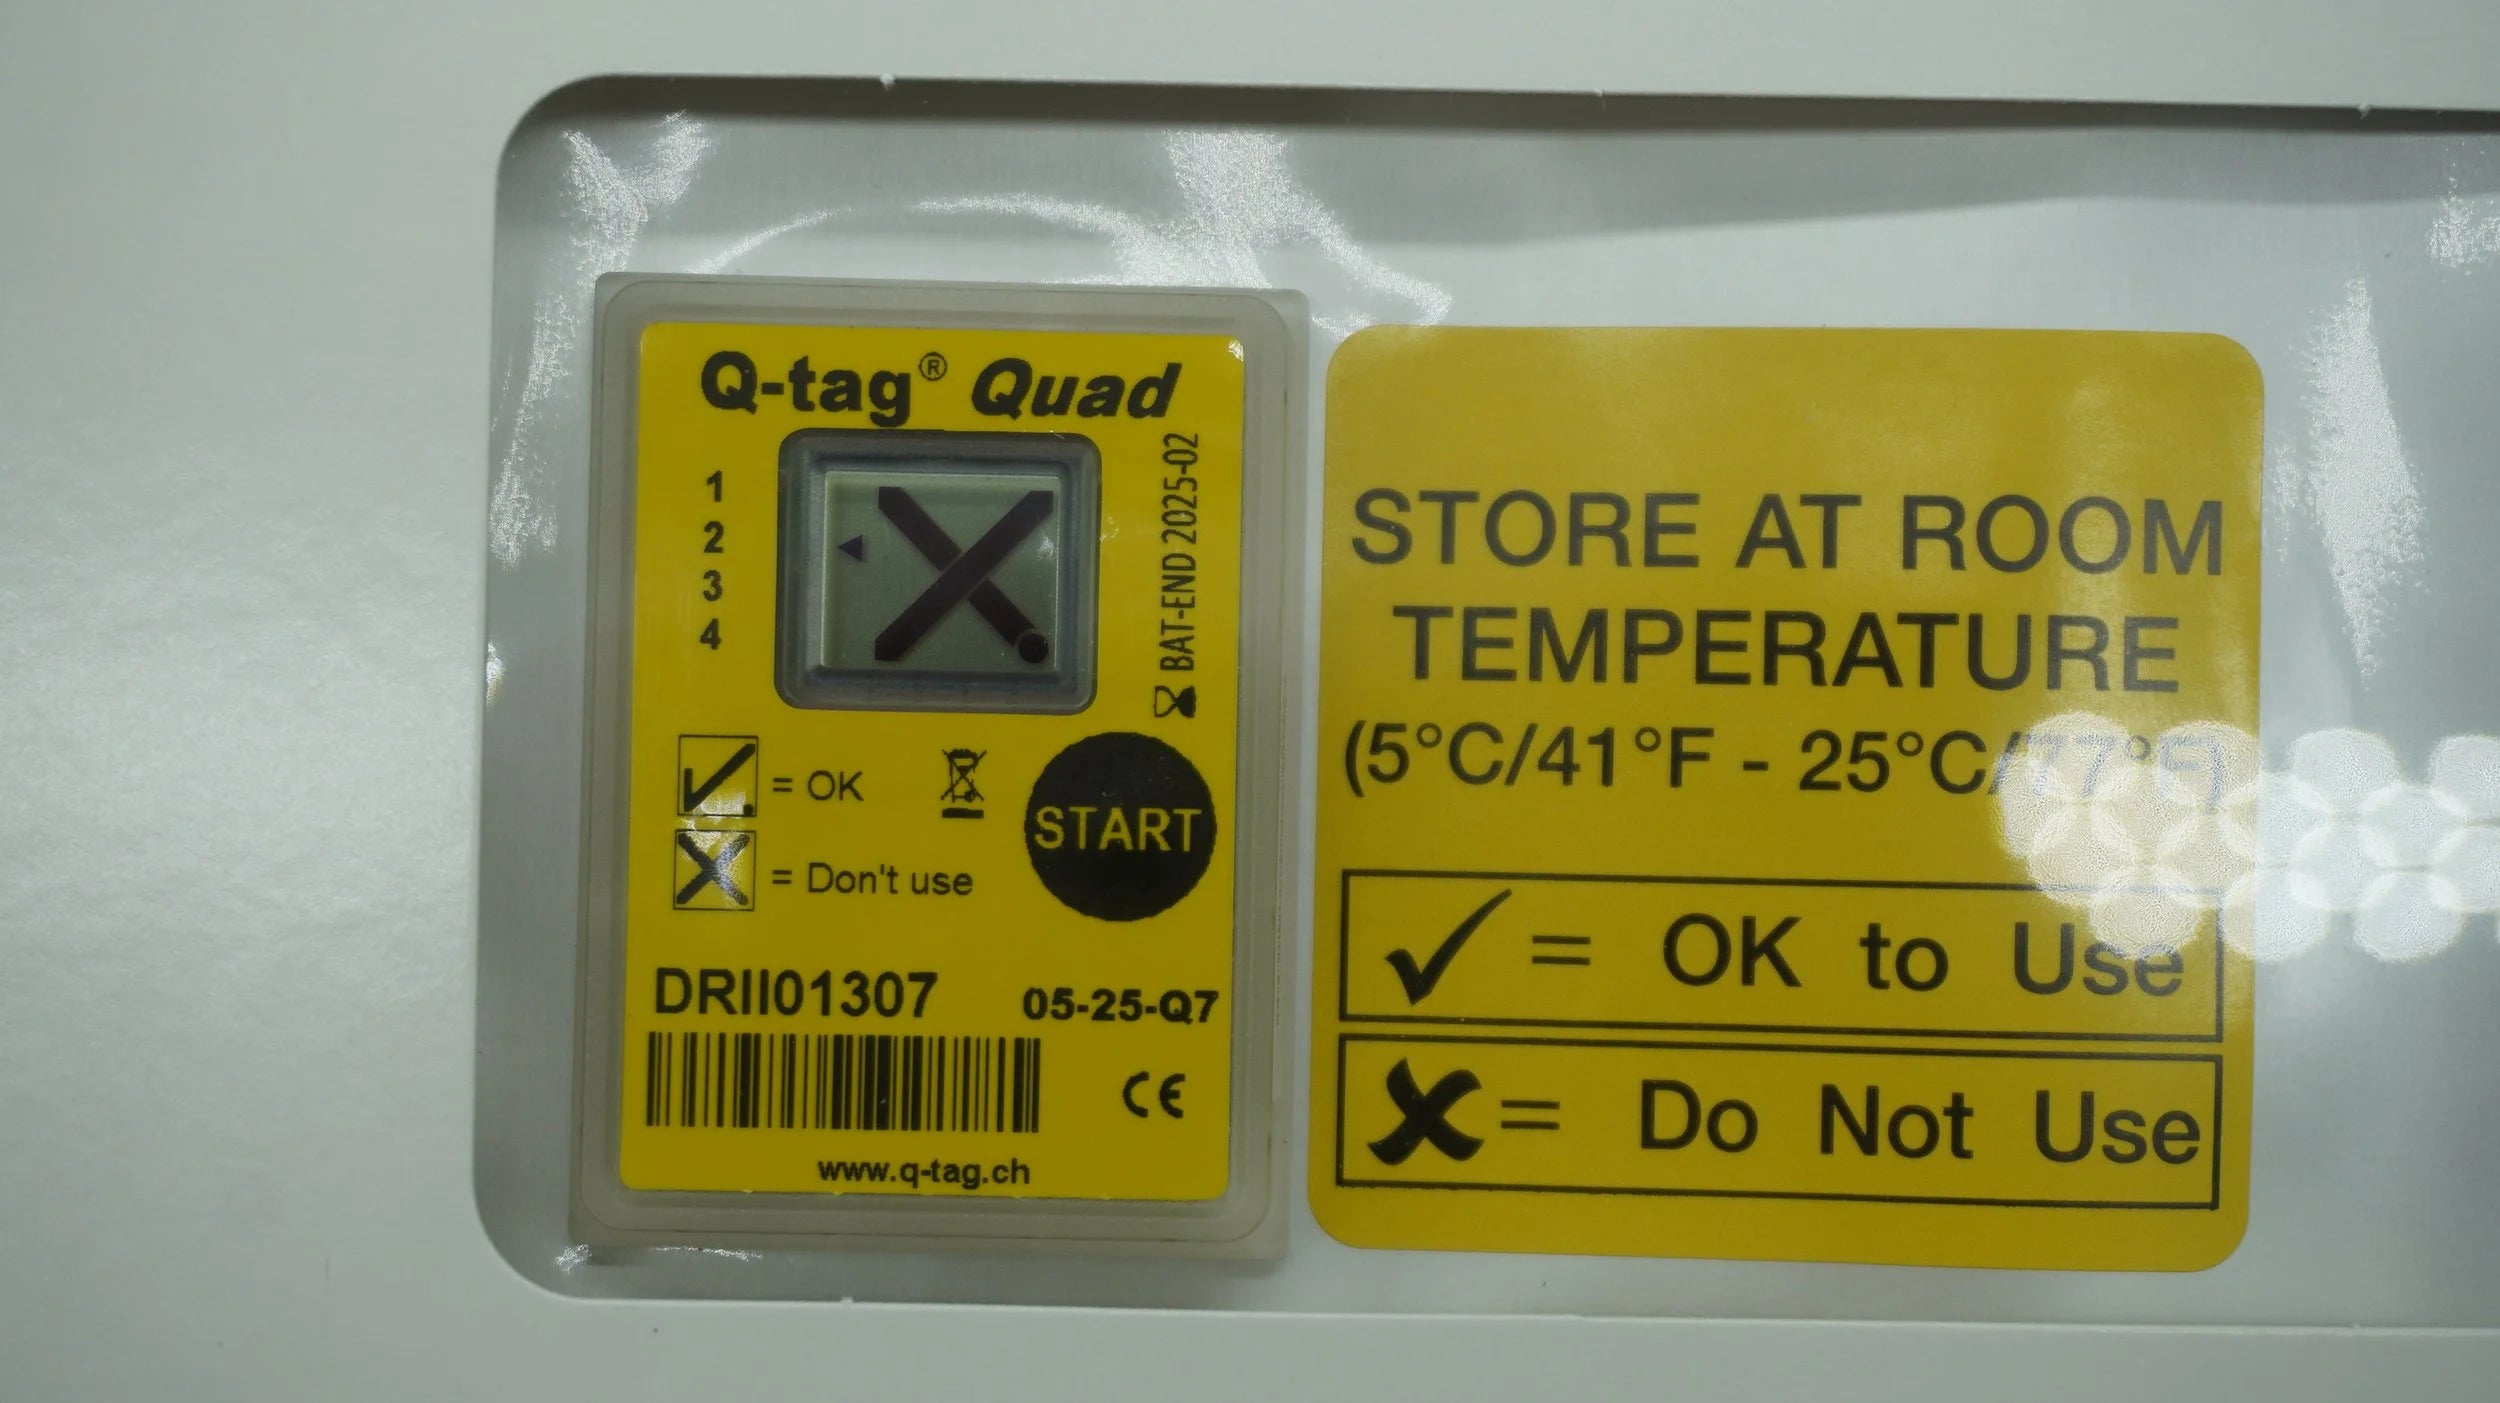 Q-tag® Quad
1
2
3
4
BAT-END 2025-02
= OK
= Don't use
START
DRII01307
05-25-Q7
CE
www.q-tag.ch
STORE AT ROOM
TEMPERATURE
(5°C/41°F - 25°C/77°F)
= OK to Use
= Do Not Use